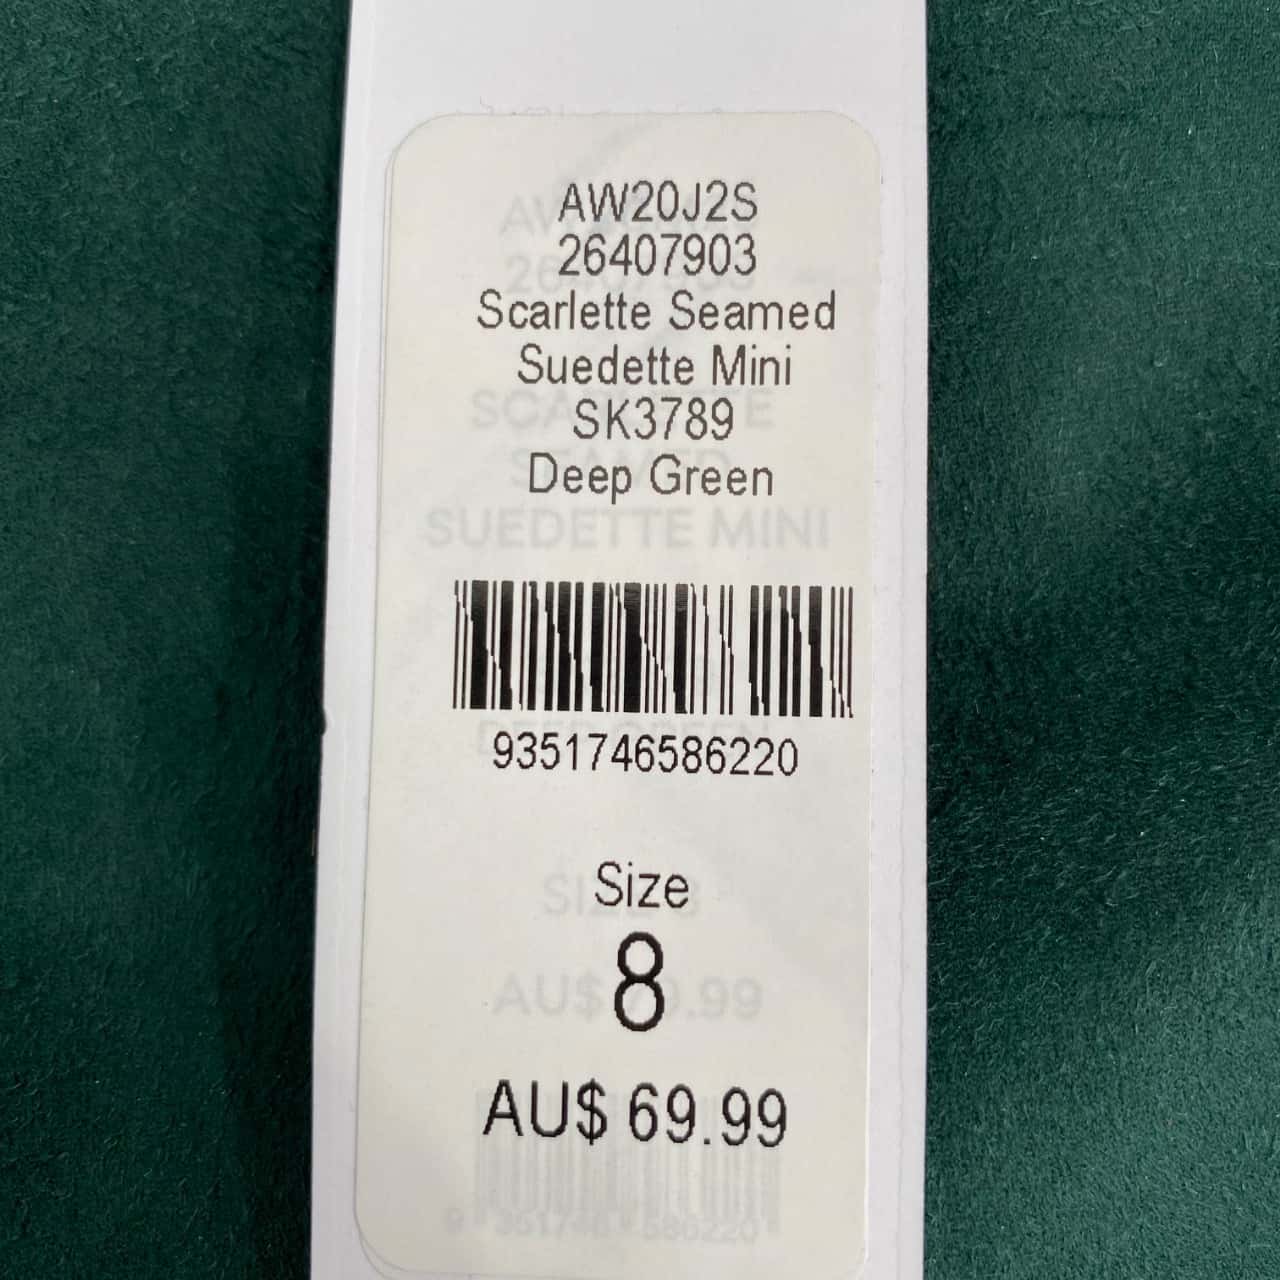 AW20J2S
26407903
Scarlette Seamed
Suedette Mini
SK3789
Deep Green
9351746586220
Size
8
AU$ 69.99